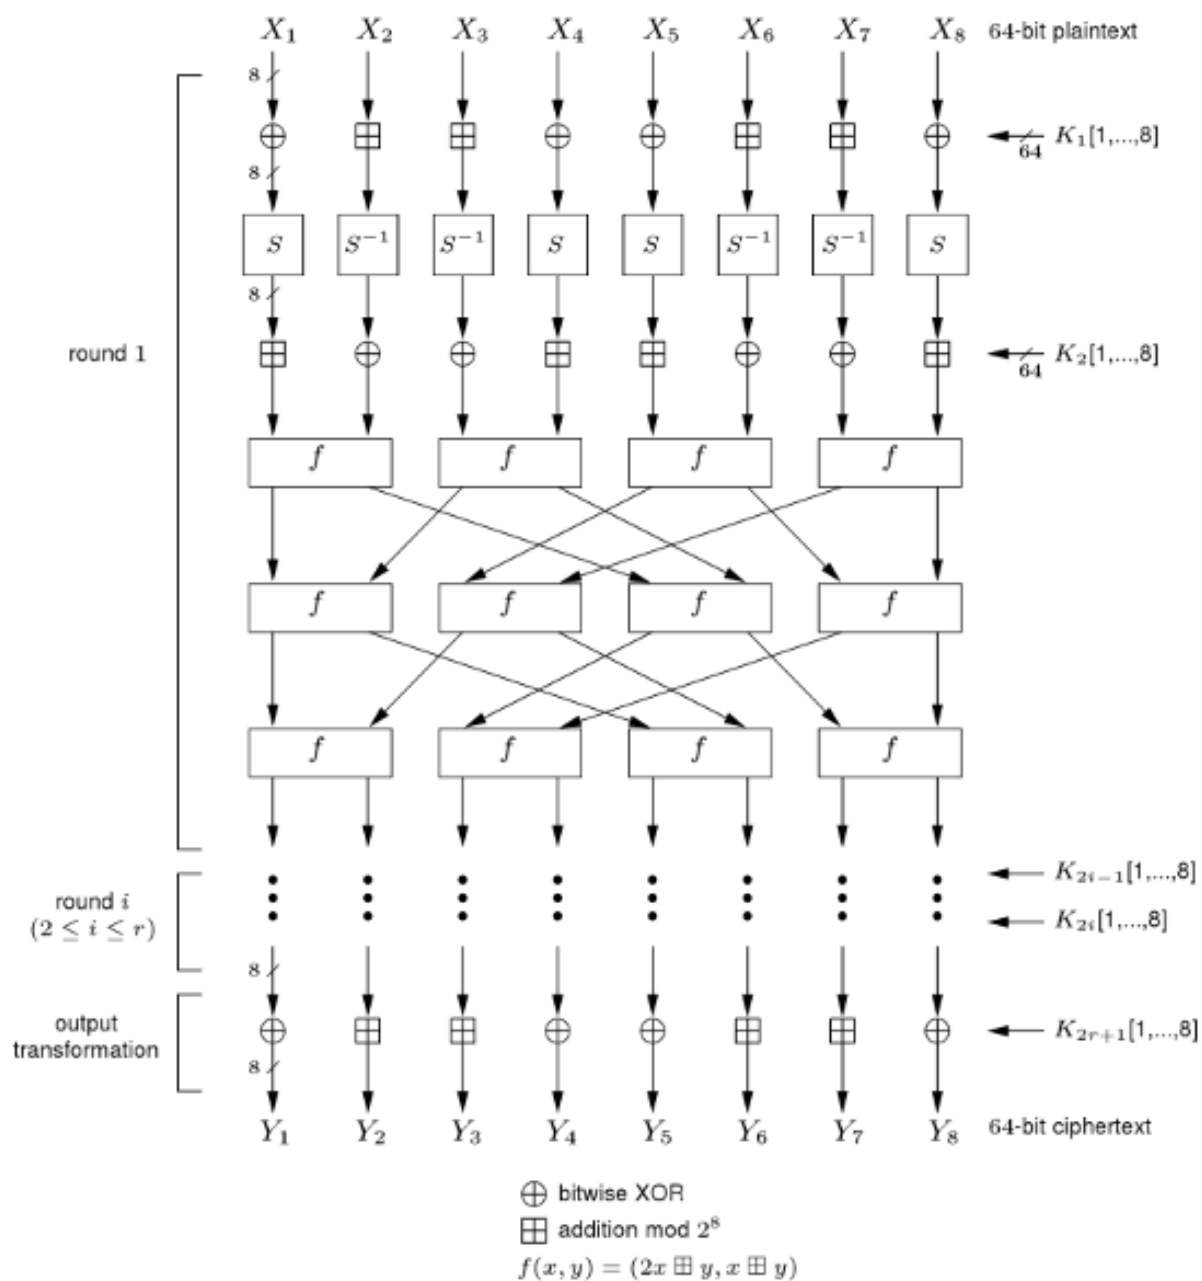 X₁ X₂ X₃ X₄ X₅ X₆ X₇ X₈ 64-bit plaintext
8
K₁[1,...,8]
64
8
S S⁻¹ S⁻¹ S S S⁻¹ S⁻¹ S
8
round 1
K₂[1,...,8]
64
f f f f
f f f f
f f f f
K₂ᵢ₋₁[1,...,8]
round i
(2 ≤ i ≤ r)
K₂ᵢ[1,...,8]
8
output
transformation
K₂ᵣ₊₁[1,...,8]
8
Y₁ Y₂ Y₃ Y₄ Y₅ Y₆ Y₇ Y₈ 64-bit ciphertext
⊕ bitwise XOR
⊞ addition mod 2⁸
f(x, y) = (2x ⊞ y, x ⊞ y)